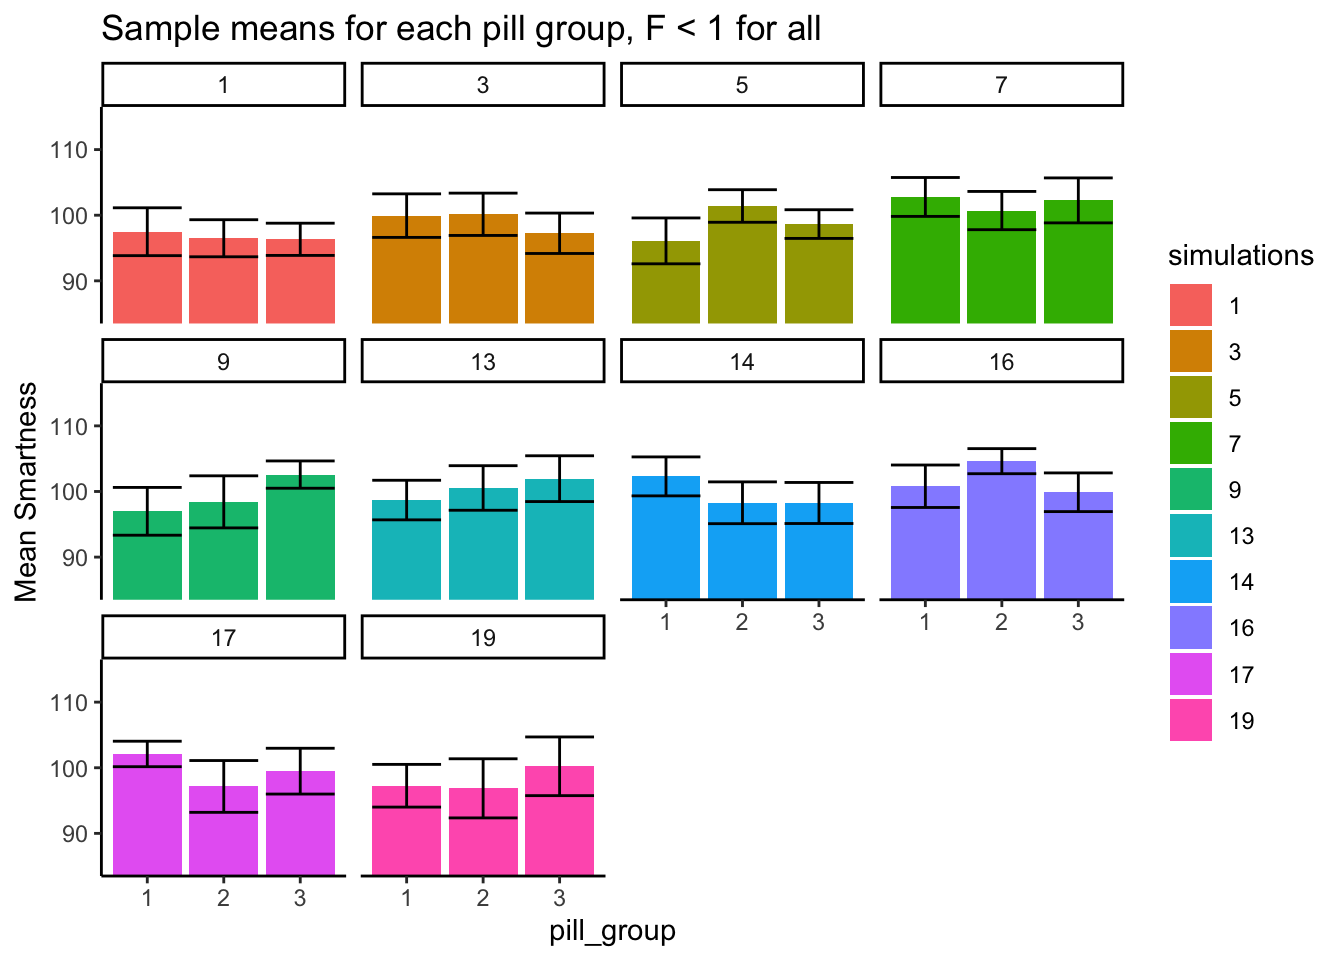 Sample means for each pill group, F < 1 for all
1 3 5 7
110
100
90
9 13 14 16
110
100
90
1 2 3 1 2 3
17 19
110
100
90
1 2 3 1 2 3
pill_group
Mean Smartness
simulations
1
3
5
7
9
13
14
16
17
19